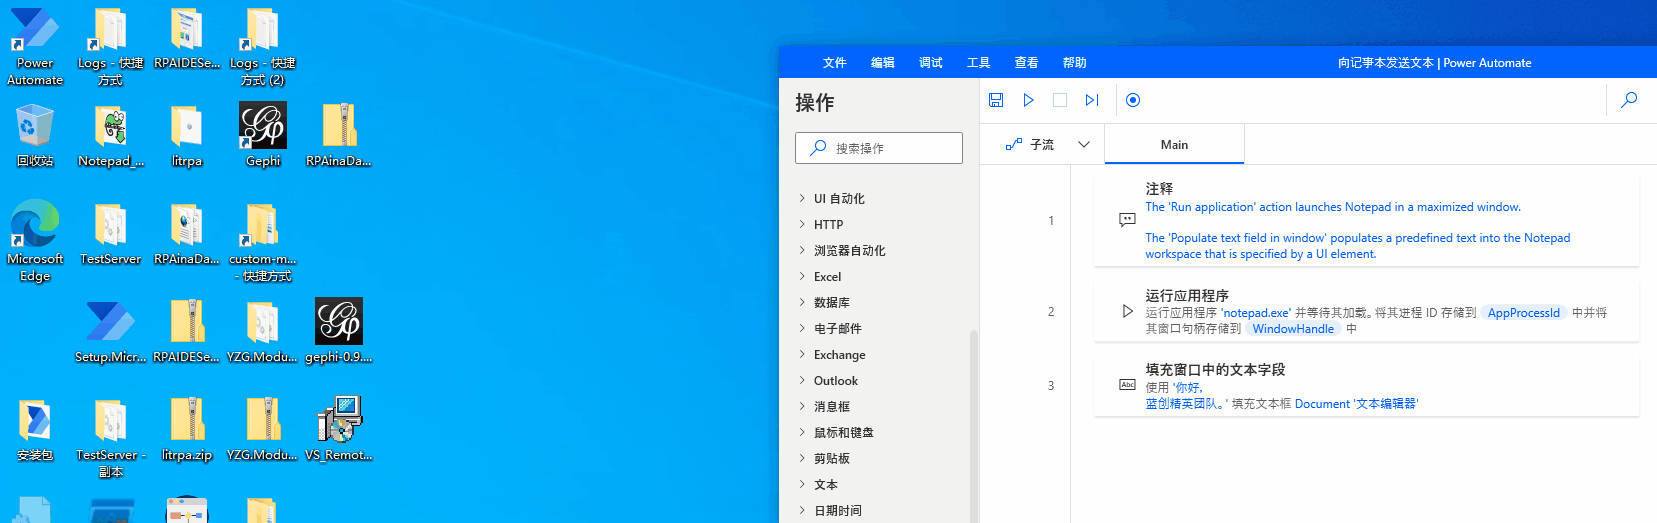 Power
Automate
Logs - 快捷
方式
RPAIDESe...
Logs - 快捷
方式 (2)
回收站
Notepad_...
litrpa
Gephi
RPAinaDa...
Microsoft
Edge
TestServer
RPAinaDa...
custom-m...
- 快捷方式
Setup.Micr...
RPAIDESe...
YZG.Modu...
gephi-0.9....
安装包
TestServer -
副本
litrpa.zip
YZG.Modu...
VS_Remot...
文件
编辑
调试
工具
查看
帮助
向记事本发送文本 | Power Automate
操作
搜索操作
UI 自动化
HTTP
浏览器自动化
Excel
数据库
电子邮件
Exchange
Outlook
消息框
鼠标和键盘
剪贴板
文本
日期时间
子流
Main
1
注释
The 'Run application' action launches Notepad in a maximized window.
The 'Populate text field in window' populates a predefined text into the Notepad
workspace that is specified by a UI element.
2
运行应用程序
运行应用程序 'notepad.exe' 并等待其加载。将其进程 ID 存储到 AppProcessId 中并将
其窗口句柄存储到 WindowHandle 中
3
Abc
填充窗口中的文本字段
使用 '你好,
蓝创精英团队。' 填充文本框 Document '文本编辑器'